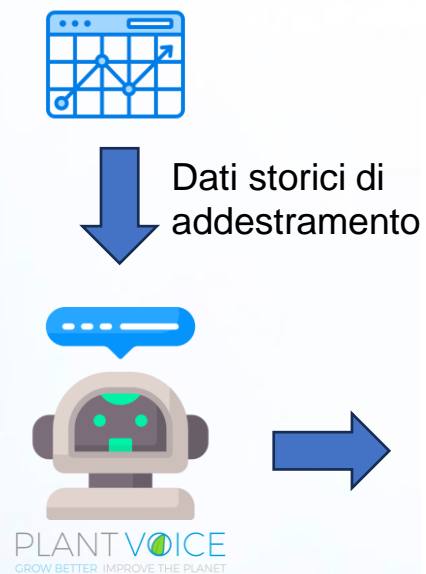 Dati storici di
addestramento
PLANT VOICE
GROW BETTER IMPROVE THE PLANET